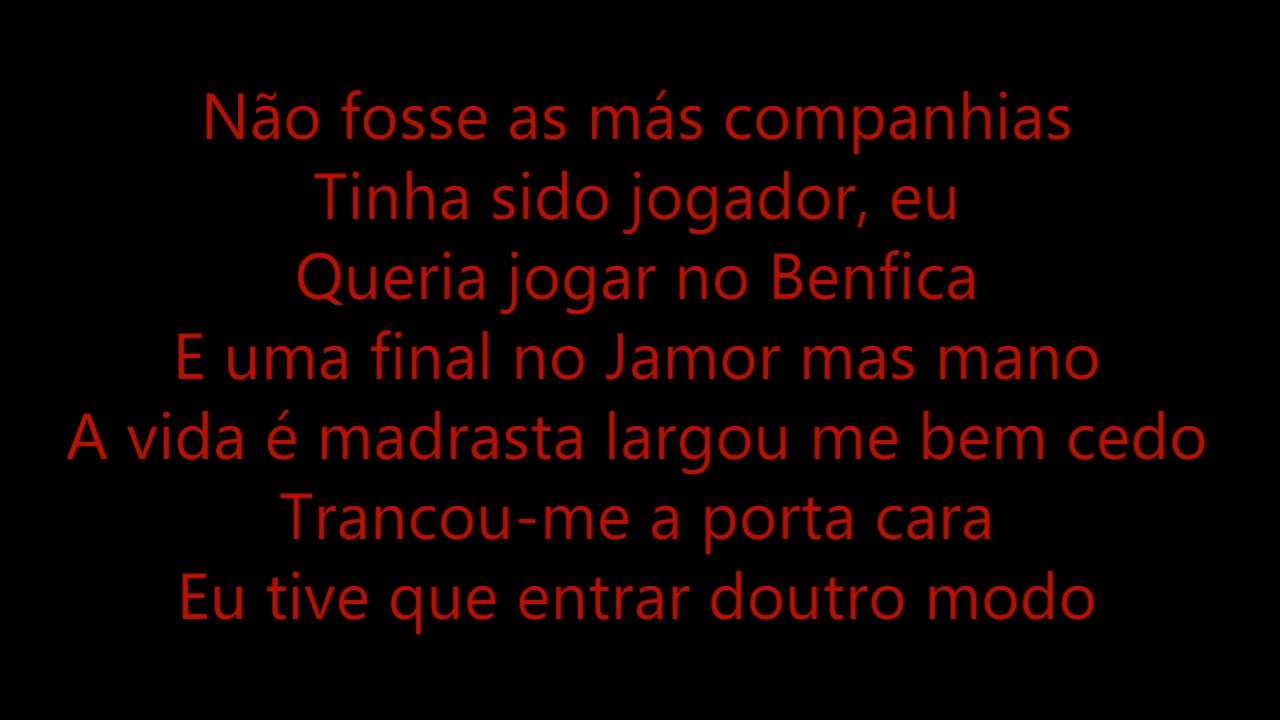 Não fosse as más companhias
Tinha sido jogador, eu
Queria jogar no Benfica
E uma final no Jamor mas mano
A vida é madrasta largou me bem cedo
Trancou-me a porta cara
Eu tive que entrar doutro modo